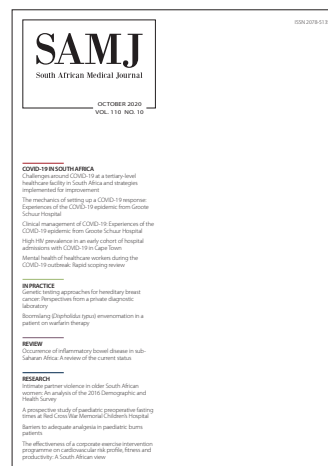 ISSN 2078-5135
SAMJ
South African Medical Journal
OCTOBER 2020
VOL. 110 NO. 10
COVID-19 IN SOUTH AFRICA
Challenges around COVID-19 at a tertiary-level
healthcare facility in South Africa and strategies
implemented for improvement
The mechanics of setting up a COVID-19 response:
Experiences of the COVID-19 epidemic from Groote
Schuur Hospital
Clinical management of COVID-19: Experiences of the
COVID-19 epidemic from Groote Schuur Hospital
High HIV prevalence in an early cohort of hospital
admissions with COVID-19 in Cape Town
Mental health of healthcare workers during the
COVID-19 outbreak: Rapid scoping review
IN PRACTICE
Genetic testing approaches for hereditary breast
cancer: Perspectives from a private diagnostic
laboratory
Boomslang (Dispholidus typus) envenomation in a
patient on warfarin therapy
REVIEW
Occurrence of inflammatory bowel disease in sub-
Saharan Africa: A review of the current status
RESEARCH
Intimate partner violence in older South African
women: An analysis of the 2016 Demographic and
Health Survey
A prospective study of paediatric preoperative fasting
times at Red Cross War Memorial Children's Hospital
Barriers to adequate analgesia in paediatric burns
patients
The effectiveness of a corporate exercise intervention
programme on cardiovascular risk profile, fitness and
productivity: A South African view